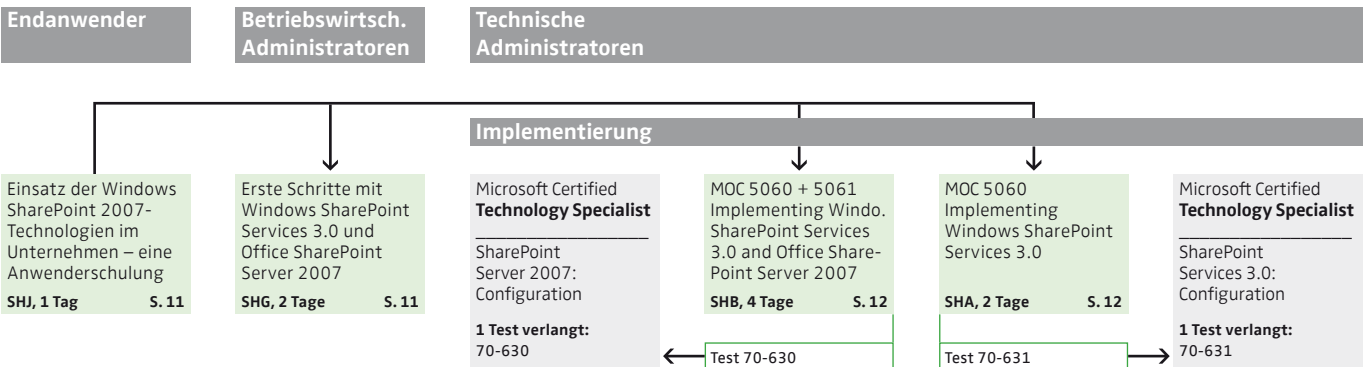 Endanwender
Betriebswirtsch.
Administratoren
Technische
Administratoren
Implementierung
Einsatz der Windows
SharePoint 2007-
Technologien im
Unternehmen – eine
Anwenderschulung
SHJ, 1 Tag S. 11
Erste Schritte mit
Windows SharePoint
Services 3.0 und
Office SharePoint
Server 2007
SHG, 2 Tage S. 11
Microsoft Certified
Technology Specialist
SharePoint
Server 2007:
Configuration
1 Test verlangt:
70-630
MOC 5060 + 5061
Implementing Windo.
SharePoint Services
3.0 and Office Share-
Point Server 2007
SHB, 4 Tage S. 12
Test 70-630
MOC 5060
Implementing
Windows SharePoint
Services 3.0
SHA, 2 Tage S. 12
Test 70-631
Microsoft Certified
Technology Specialist
SharePoint
Services 3.0:
Configuration
1 Test verlangt:
70-631